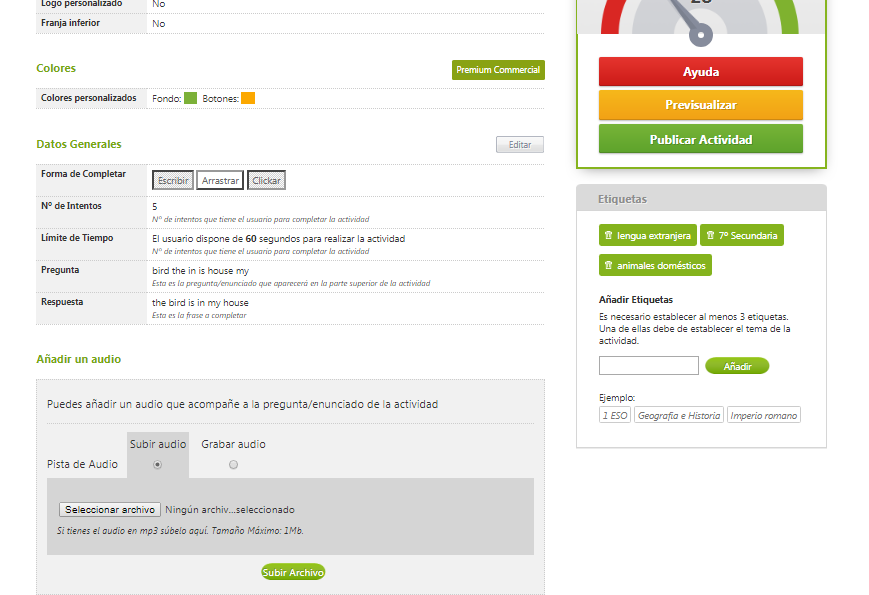 Logo personalizado No
Franja inferior No
Colores
Premium Commercial
Colores personalizados Fondo: Botones:
Datos Generales
Editar
Forma de Completar Escribir Arrastrar Clickar
Nº de Intentos 5
Nº de intentos que tiene el usuario para completar la actividad
Límite de Tiempo El usuario dispone de 60 segundos para realizar la actividad
Nº de intentos que tiene el usuario para completar la actividad
Pregunta bird the in is house my
Esta es la pregunta/enunciado que aparecerá en la parte superior de la actividad
Respuesta the bird is in my house
Esta es la frase a completar
Añadir un audio
Puedes añadir un audio que acompañe a la pregunta/enunciado de la actividad
Subir audio Grabar audio
Pista de Audio
Seleccionar archivo Ningún archiv...seleccionado
Si tienes el audio en mp3 súbelo aquí. Tamaño Máximo: 1Mb.
Subir Archivo
Ayuda
Previsualizar
Publicar Actividad
Etiquetas
lengua extranjera 7º Secundaria
animales domésticos
Añadir Etiquetas
Es necesario establecer al menos 3 etiquetas.
Una de ellas debe de establecer el tema de la
actividad.
Añadir
Ejemplo:
1 ESO Geografia e Historia Imperio romano